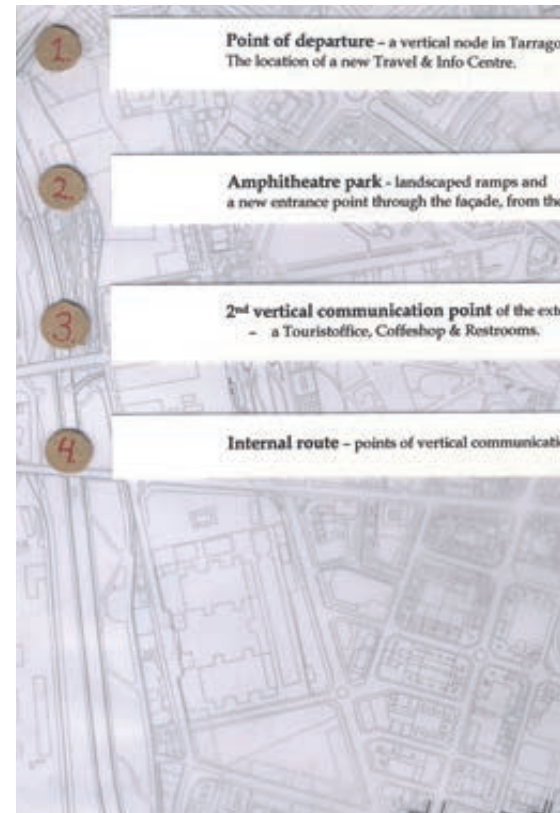 1.
Point of departure – a vertical node in Tarrago
The location of a new Travel & Info Centre.
2.
Amphitheatre park - landscaped ramps and
a new entrance point through the façade, from the
3.
2nd vertical communication point of the exte
– a Touristoffice, Coffeshop & Restrooms.
4.
Internal route – points of vertical communicati